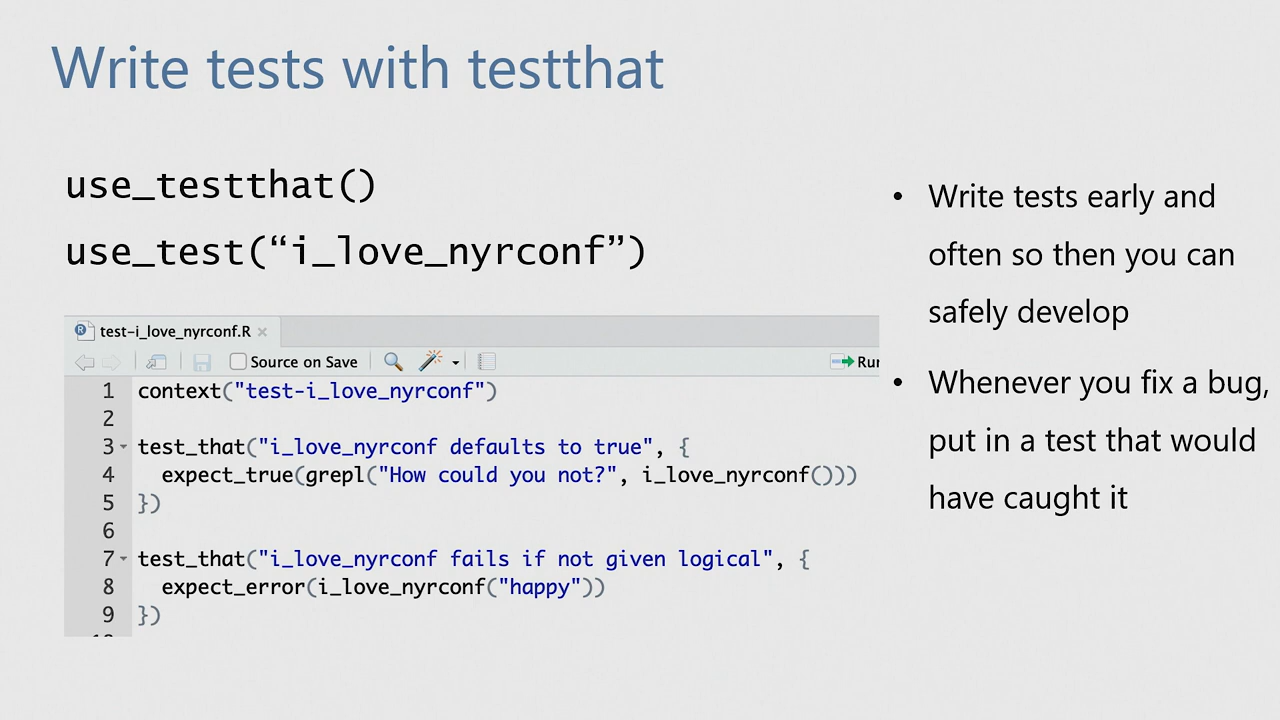 Write tests with testthat
use_testthat()
use_test(“i_love_nyrconf”)
test-i_love_nyrconf.R
Source on Save
Run
1 context("test-i_love_nyrconf")
2
3 test_that("i_love_nyrconf defaults to true", {
4 expect_true(grepl("How could you not?", i_love_nyrconf()))
5 })
6
7 test_that("i_love_nyrconf fails if not given logical", {
8 expect_error(i_love_nyrconf("happy"))
9 })
• Write tests early and
often so then you can
safely develop
• Whenever you fix a bug,
put in a test that would
have caught it